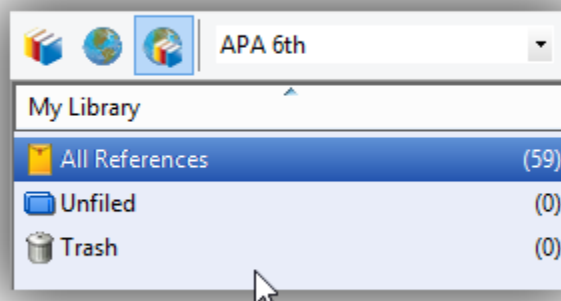 APA 6th
My Library
All References (59)
Unfiled (0)
Trash (0)